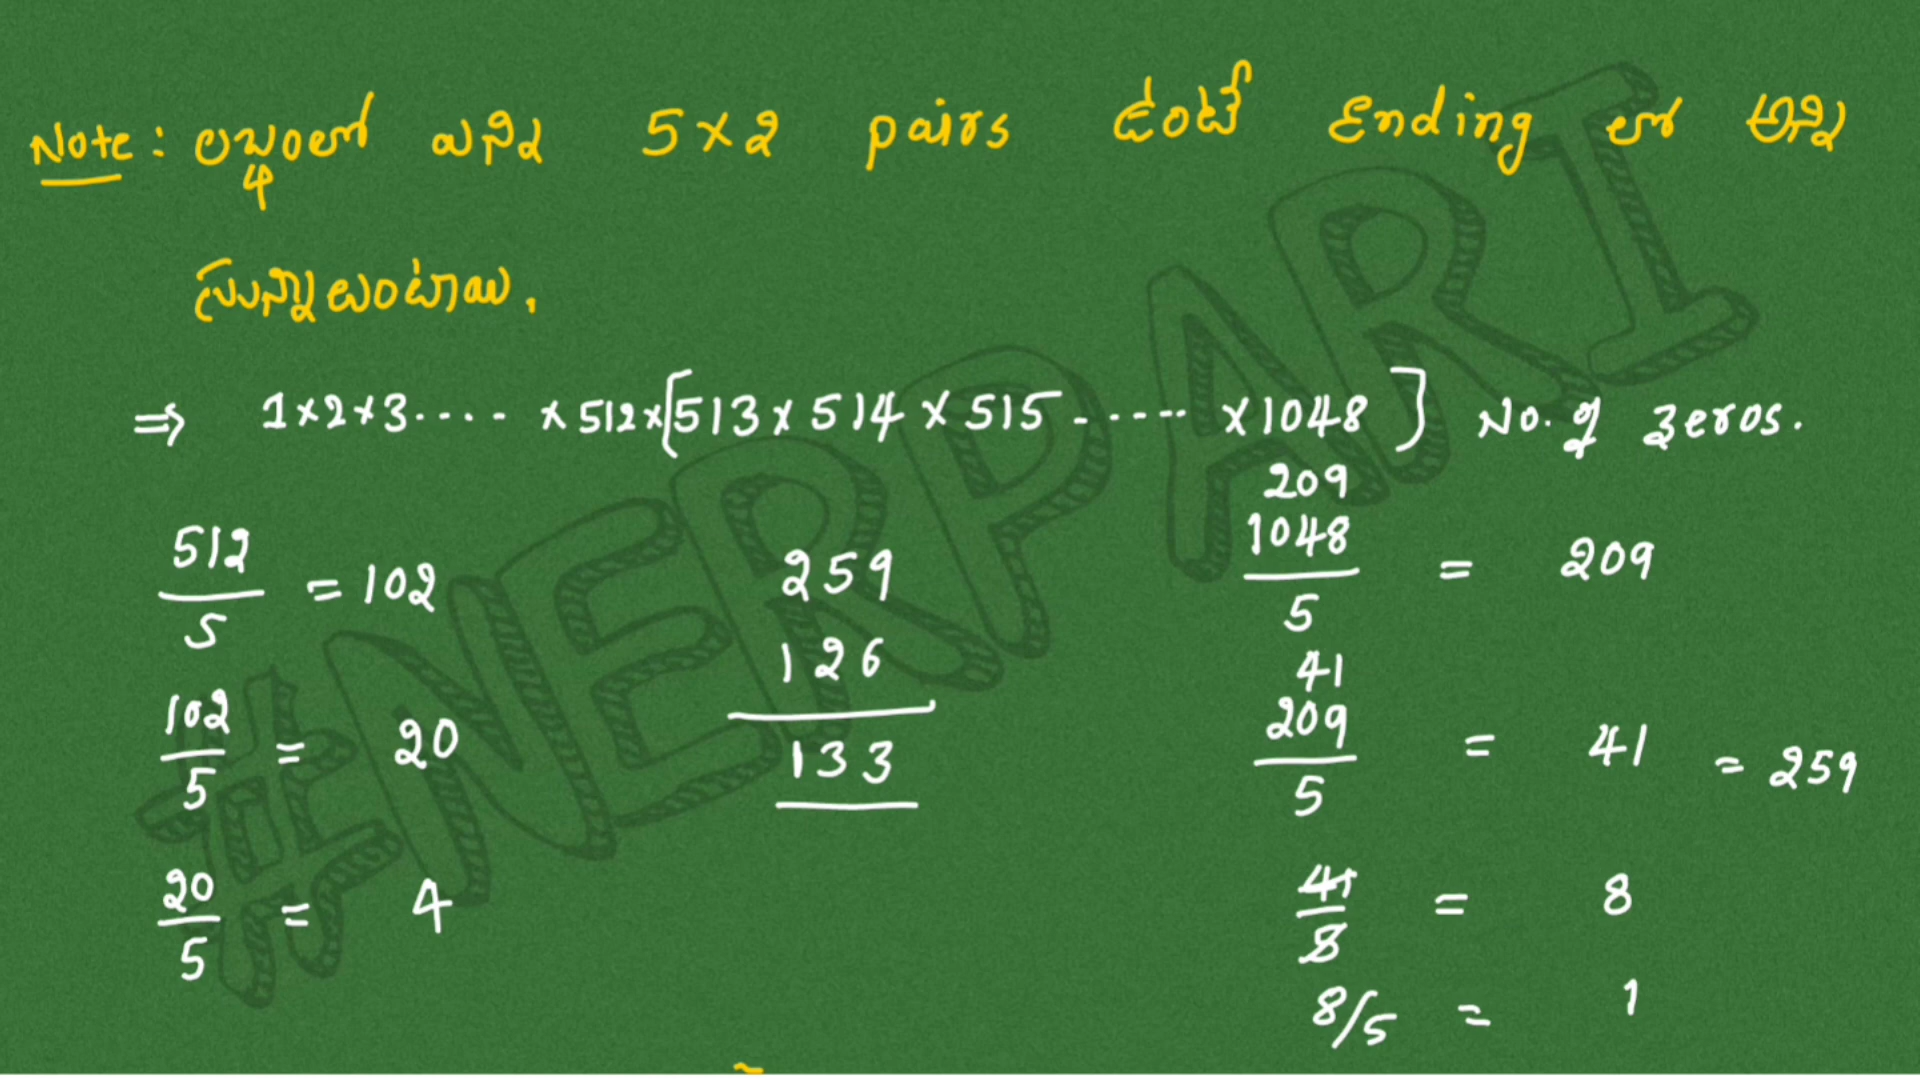 Note: లబ్ధంలో ఎన్ని 5×2 pairs ఉంటే Ending లో అన్ని
సున్నాలుంటాయి.
⇒ 1×2×3.... ×512×[513×514×515...... ×1048] No. of zeros.
512/5 = 102
102/5 = 20
20/5 = 4
259
126
133
209
1048/5 = 209
41
209/5 = 41 = 259
41/8 = 8
8/5 = 1
#NERPARI